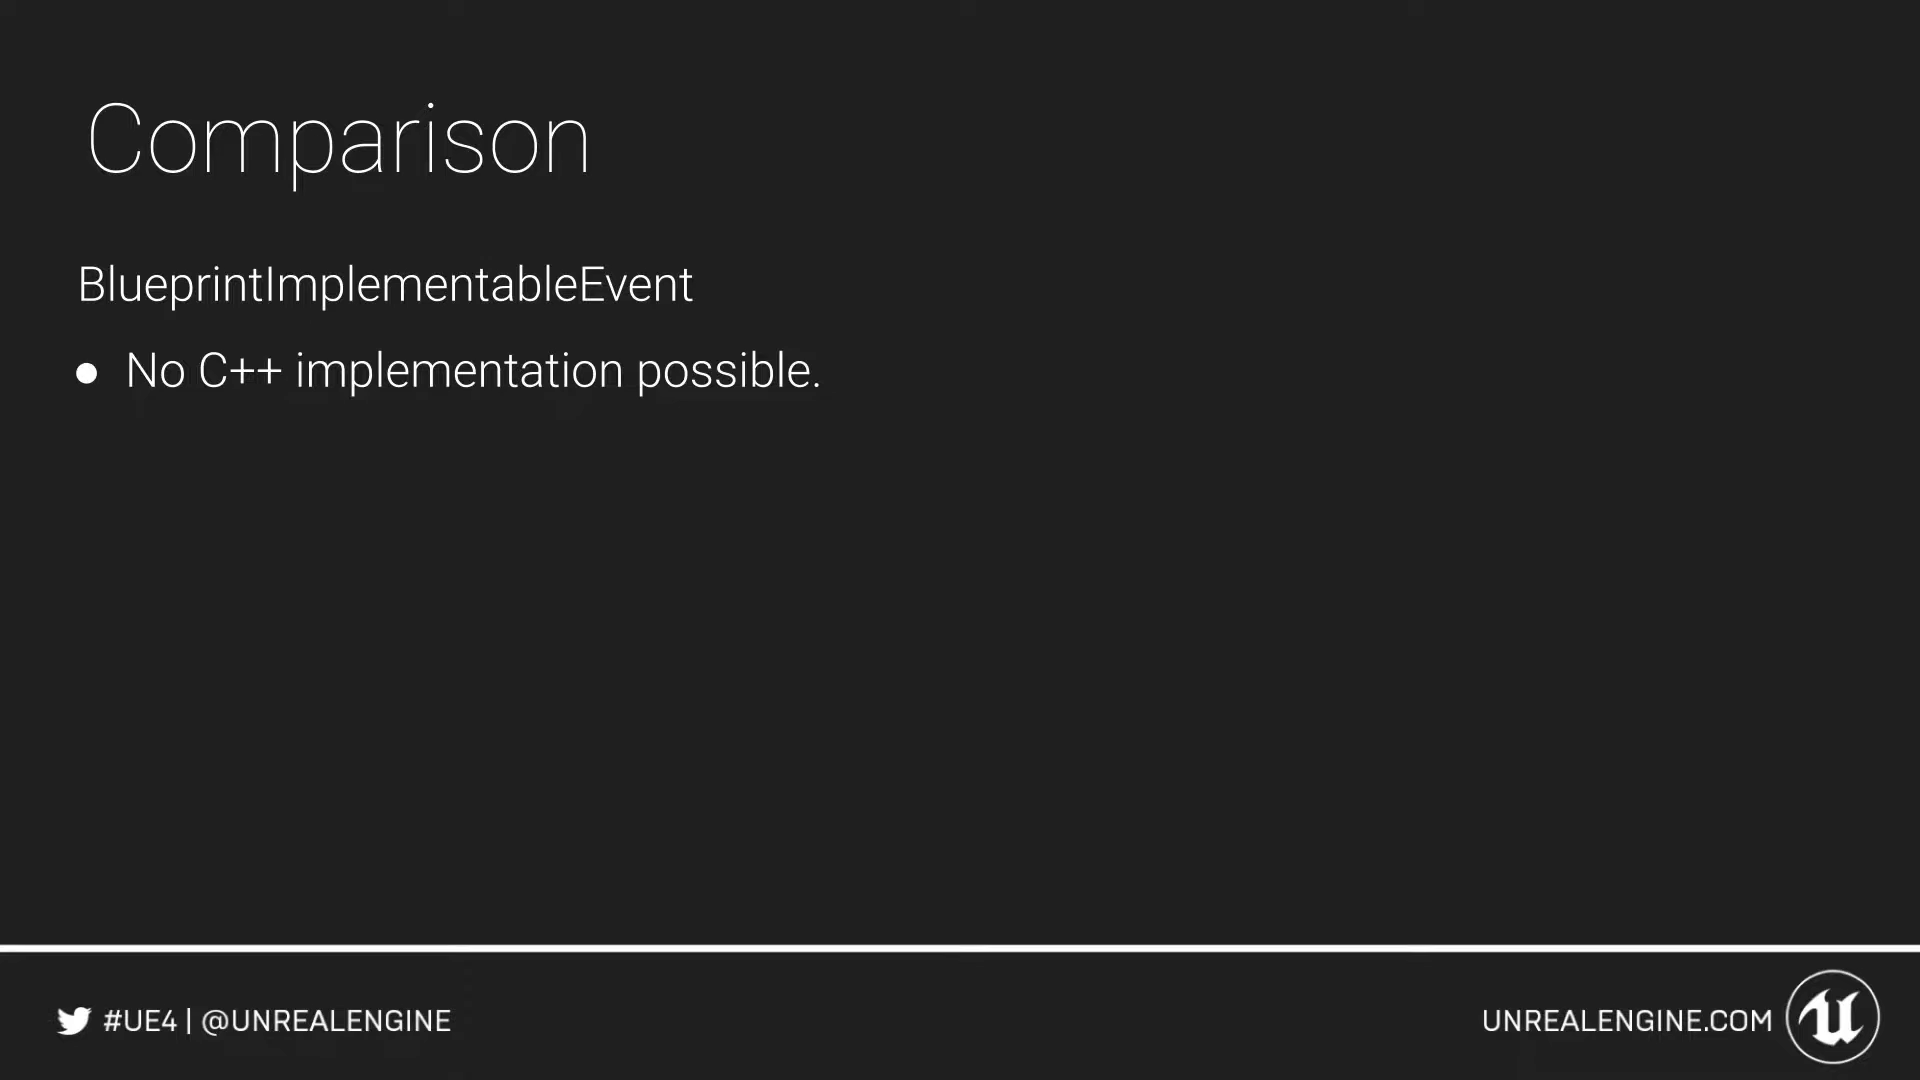 Comparison
BlueprintImplementableEvent
● No C++ implementation possible.
#UE4 | @UNREALENGINE
UNREALENGINE.COM